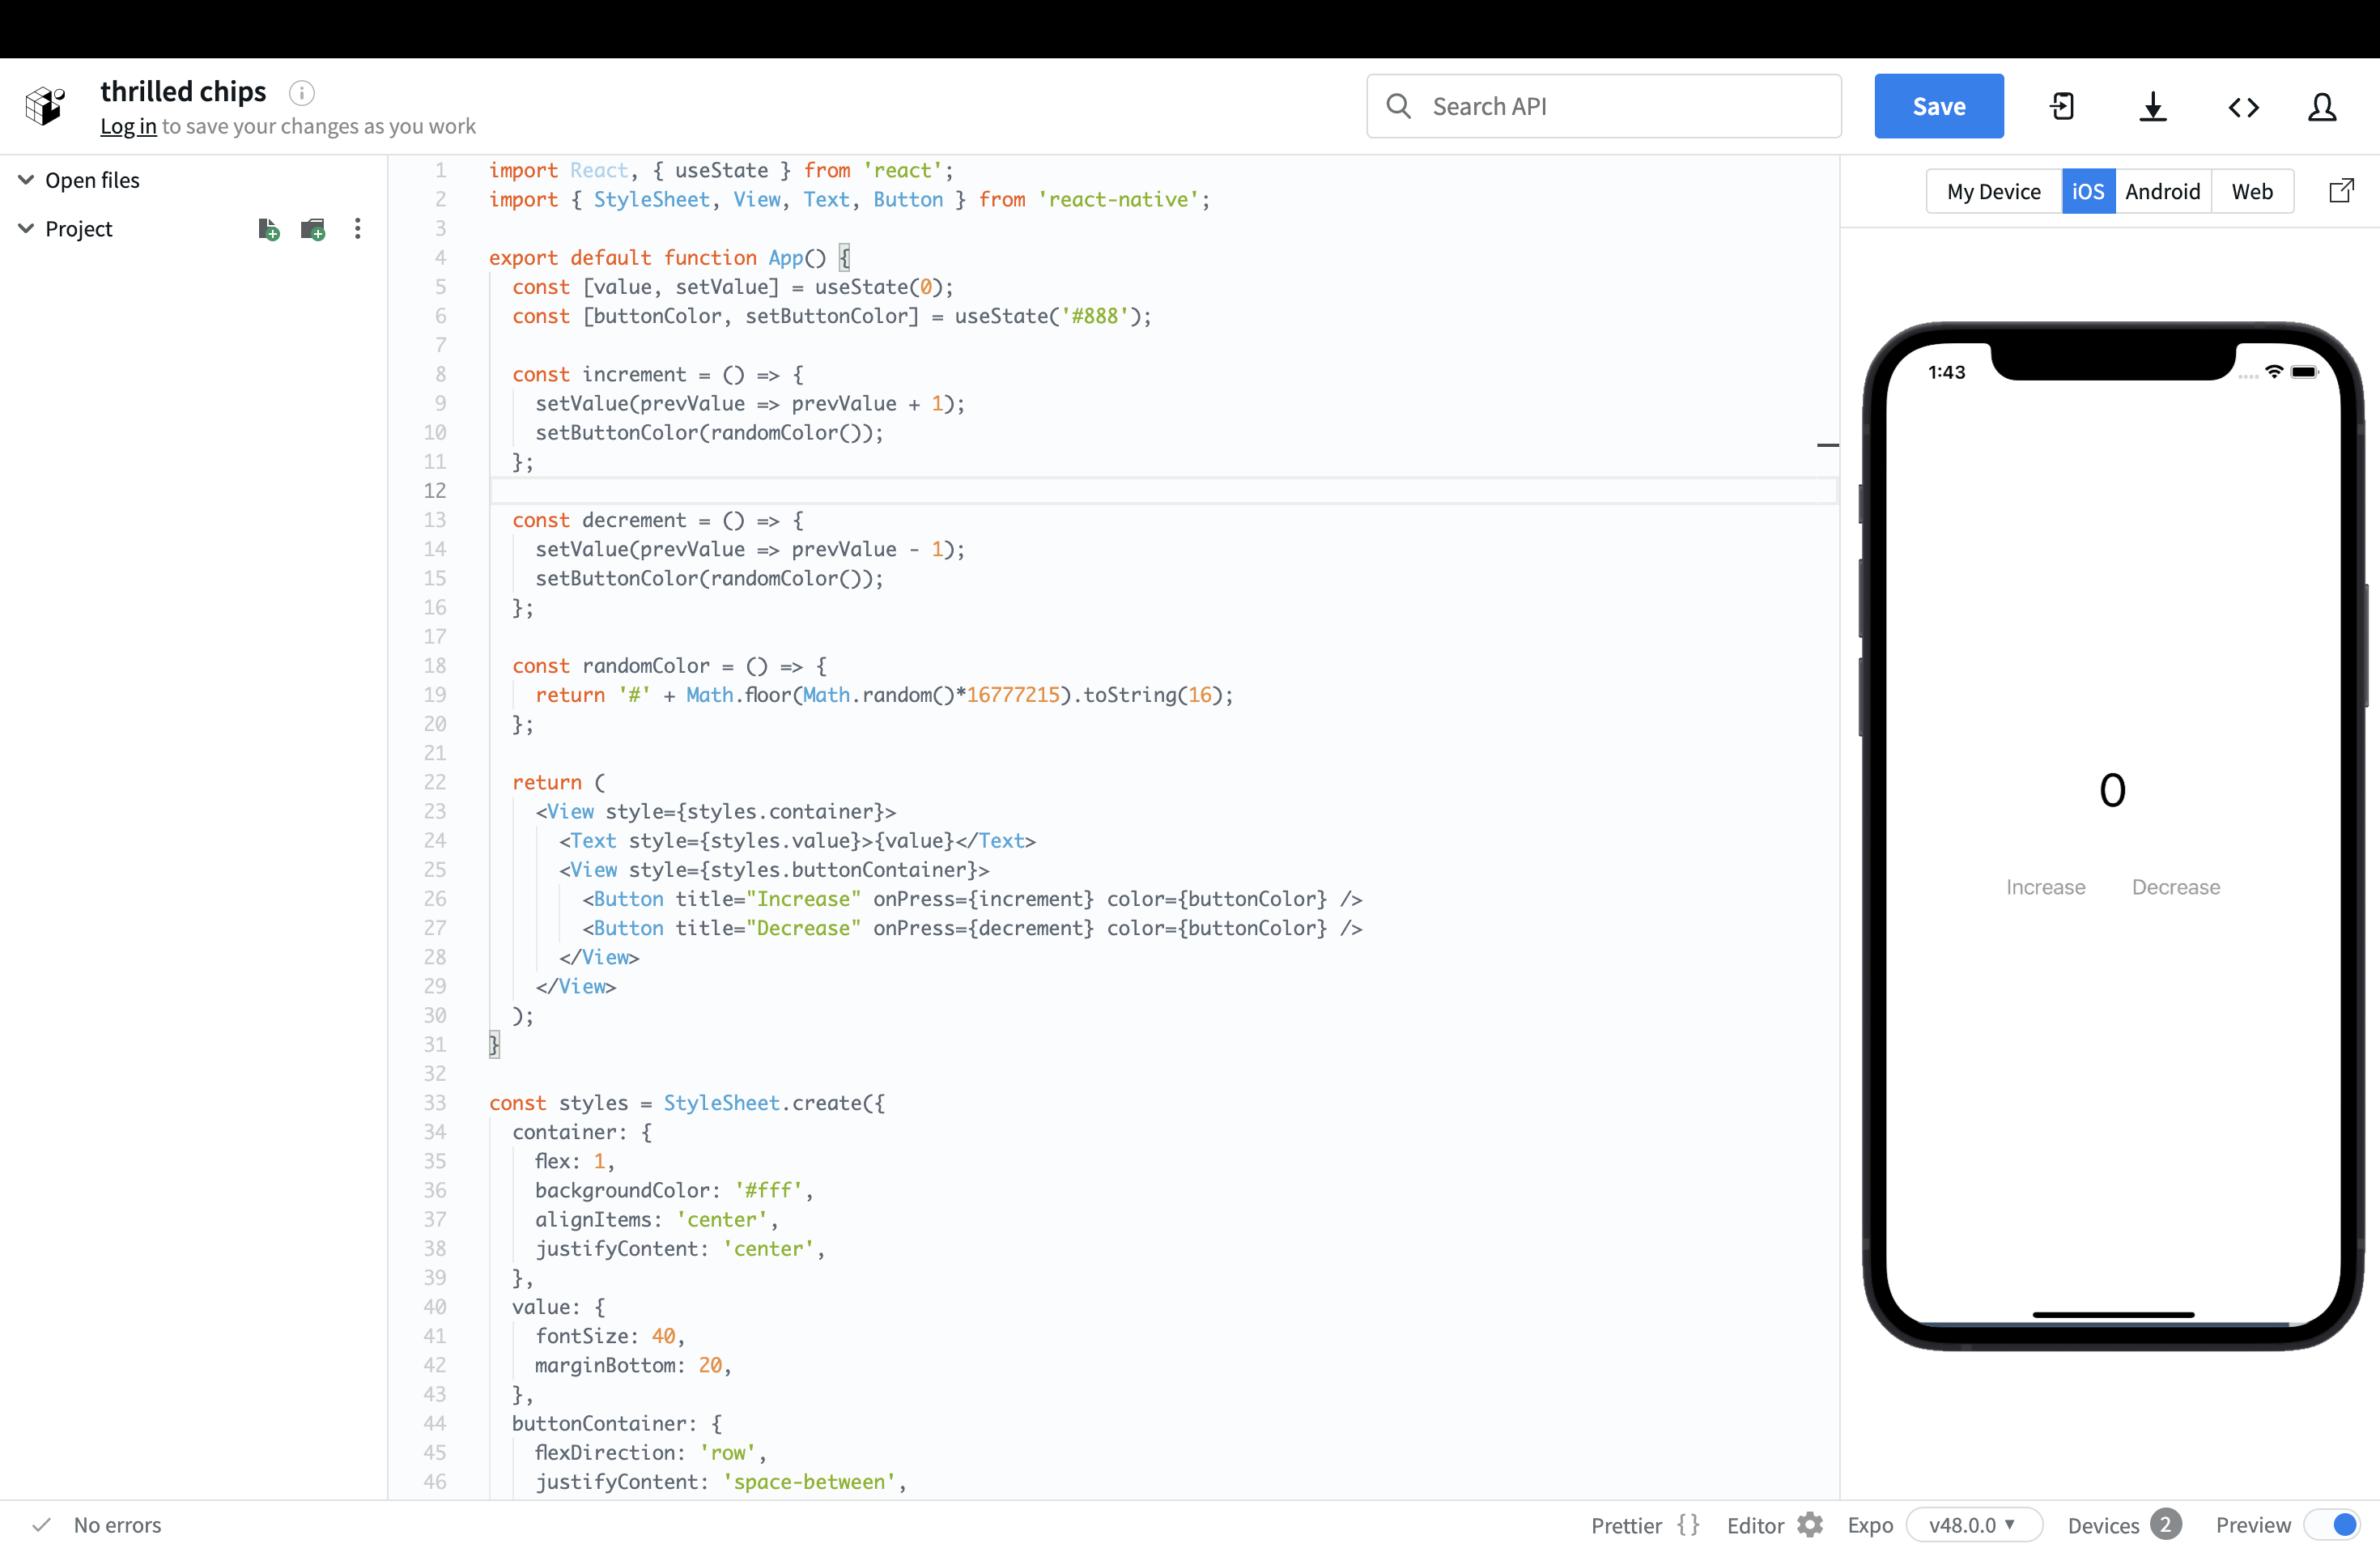 thrilled chips
Log in to save your changes as you work
Search API
Save
Open files
Project
1 import React, { useState } from 'react';
2 import { StyleSheet, View, Text, Button } from 'react-native';
3
4 export default function App() {
5   const [value, setValue] = useState(0);
6   const [buttonColor, setButtonColor] = useState('#888');
7
8   const increment = () => {
9     setValue(prevValue => prevValue + 1);
10     setButtonColor(randomColor());
11   };
12
13   const decrement = () => {
14     setValue(prevValue => prevValue - 1);
15     setButtonColor(randomColor());
16   };
17
18   const randomColor = () => {
19     return '#' + Math.floor(Math.random()*16777215).toString(16);
20   };
21
22   return (
23     <View style={styles.container}>
24       <Text style={styles.value}>{value}</Text>
25       <View style={styles.buttonContainer}>
26         <Button title="Increase" onPress={increment} color={buttonColor} />
27         <Button title="Decrease" onPress={decrement} color={buttonColor} />
28       </View>
29     </View>
30   );
31 }
32
33 const styles = StyleSheet.create({
34   container: {
35     flex: 1,
36     backgroundColor: '#fff',
37     alignItems: 'center',
38     justifyContent: 'center',
39   },
40   value: {
41     fontSize: 40,
42     marginBottom: 20,
43   },
44   buttonContainer: {
45     flexDirection: 'row',
46     justifyContent: 'space-between',
My Device iOS Android Web
1:43
0
Increase Decrease
No errors
Prettier {} Editor Expo v48.0.0 Devices 2 Preview